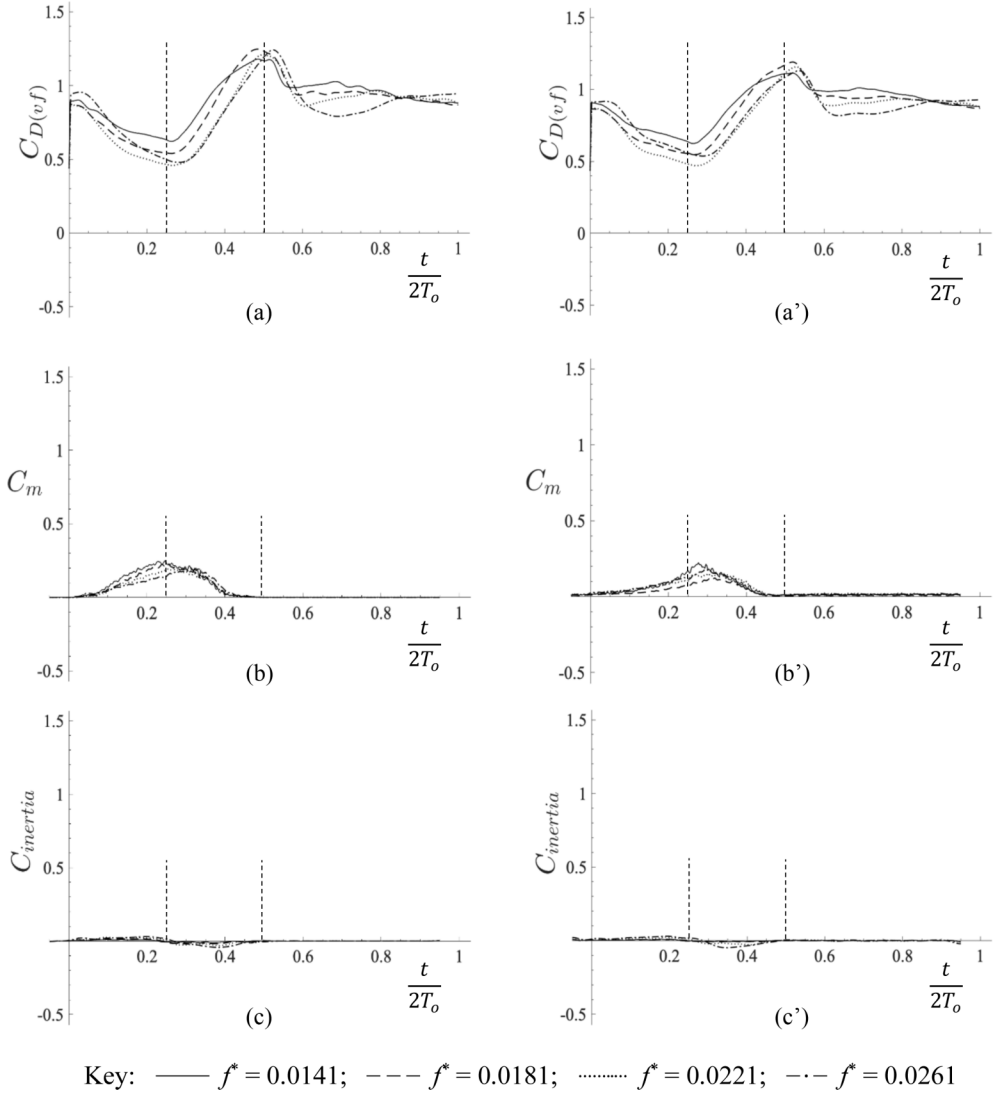 1.5 1.5
1 1
C_{D(vf)} C_{D(vf)}
0.5 0.5
0 0.2 0.4 0.6 0.8 1 0 0.2 0.4 0.6 0.8 1
t/2T_o t/2T_o
-0.5 -0.5
(a) (a’)
1.5 1.5
1 1
C_m C_m
0.5 0.5
0.2 0.4 0.6 0.8 1 0.2 0.4 0.6 0.8 1
t/2T_o t/2T_o
-0.5 -0.5
(b) (b’)
1.5 1.5
1 1
C_{inertia} C_{inertia}
0.5 0.5
0.2 0.4 0.6 0.8 1 0.2 0.4 0.6 0.8 1
t/2T_o t/2T_o
-0.5 -0.5
(c) (c’)
Key: f* = 0.0141; f* = 0.0181; f* = 0.0221; f* = 0.0261